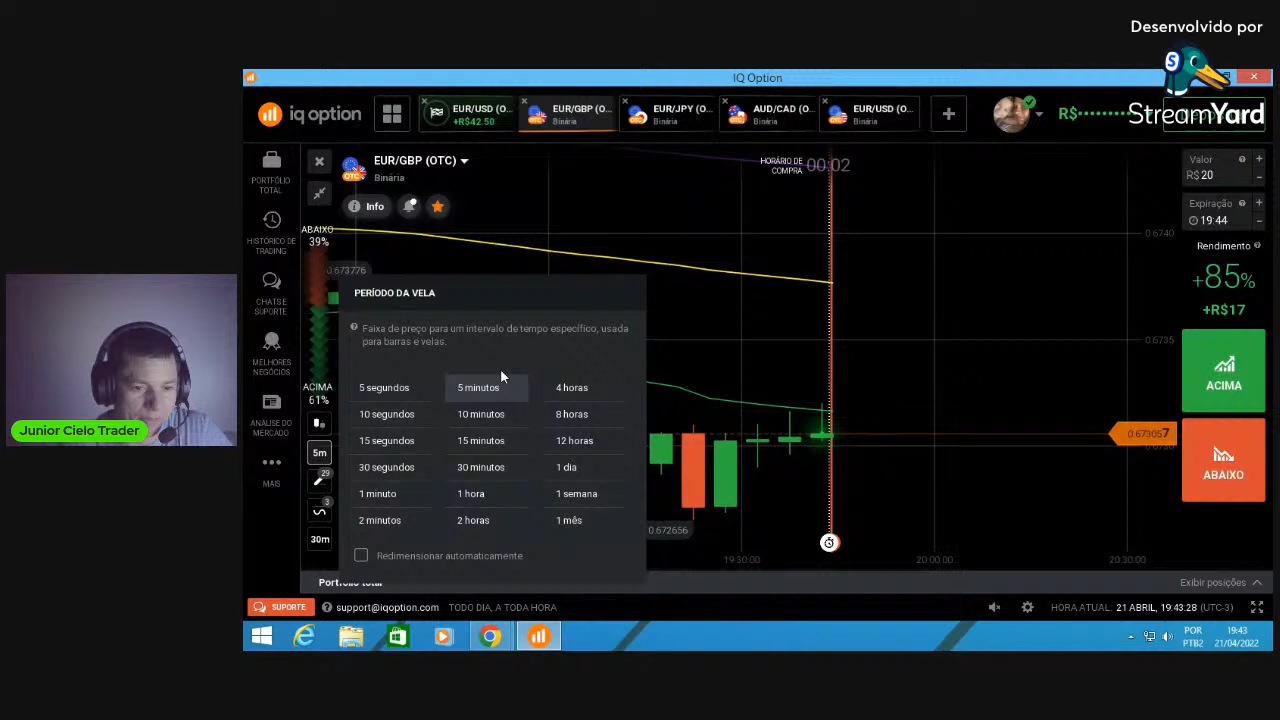 Desenvolvido por
S
StreamYard
IQ Option
iq option
EUR/USD (O...
+R$42.50
EUR/GBP (O...
Binária
EUR/JPY (O...
Binária
AUD/CAD (O...
Binária
EUR/USD (O...
Binária
R$
PORTFÓLIO
TOTAL
HISTÓRICO DE
TRADING
CHATS E
SUPORTE
MELHORES
NEGÓCIOS
ANÁLISE DO
MERCADO
MAIS
EUR/GBP (OTC)
OTC
Binária
Info
HORÁRIO DE
COMPRA
00:02
ABAIXO
39%
0.673776
ACIMA
61%
5m
29
3
30m
PERÍODO DA VELA
Faixa de preço para um intervalo de tempo específico, usada
para barras e velas.
5 segundos
5 minutos
4 horas
10 segundos
10 minutos
8 horas
15 segundos
15 minutos
12 horas
30 segundos
30 minutos
1 dia
1 minuto
1 hora
1 semana
2 minutos
2 horas
1 mês
Redimensionar automaticamente
0.672656
0.6740
0.6735
0.673057
19:30:00
20:00:00
20:30:00
Valor
R$ 20
Expiração
19:44
Rendimento
+85%
+R$17
ACIMA
ABAIXO
Portfólio total
Exibir posições
SUPORTE
support@iqoption.com
TODO DIA, A TODA HORA
HORA ATUAL: 21 ABRIL, 19:43:28 (UTC-3)
POR
PTB2
19:43
21/04/2022
Junior Cielo Trader